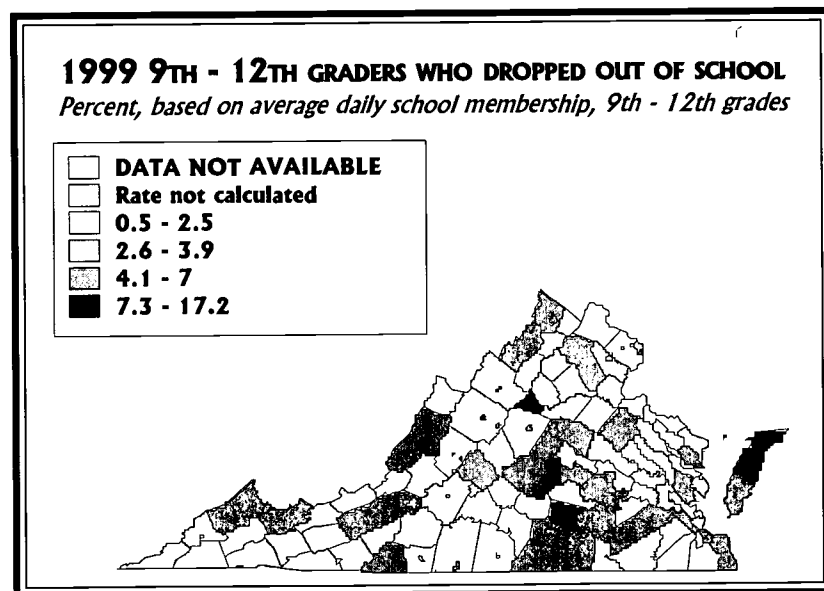 1999 9TH - 12TH GRADERS WHO DROPPED OUT OF SCHOOL
Percent, based on average daily school membership, 9th - 12th grades
DATA NOT AVAILABLE
Rate not calculated
0.5 - 2.5
2.6 - 3.9
4.1 - 7
7.3 - 17.2